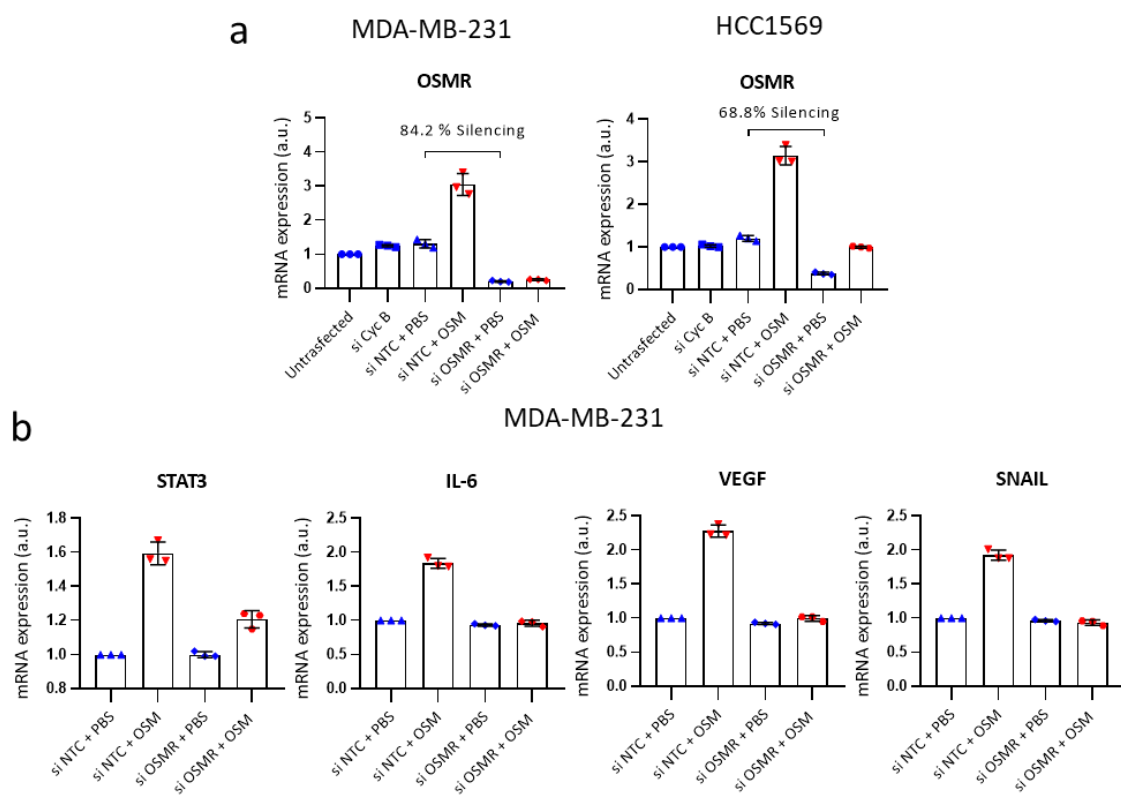 a
MDA-MB-231
HCC1569
OSMR
84.2 % Silencing
mRNA expression (a.u.)
5
4
3
2
1
0
Untrasfected
si Cyc B
si NTC + PBS
si NTC + OSM
si OSMR + PBS
si OSMR + OSM
OSMR
68.8% Silencing
mRNA expression (a.u.)
4
3
2
1
0
Untrasfected
si Cyc B
si NTC + PBS
si NTC + OSM
si OSMR + PBS
si OSMR + OSM
b
MDA-MB-231
STAT3
mRNA expression (a.u.)
1.8
1.6
1.4
1.2
1.0
0.8
si NTC + PBS
si NTC + OSM
si OSMR + PBS
si OSMR + OSM
IL-6
mRNA expression (a.u.)
2.5
2.0
1.5
1.0
0.5
0.0
si NTC + PBS
si NTC + OSM
si OSMR + PBS
si OSMR + OSM
VEGF
mRNA expression (a.u.)
2.5
2.0
1.5
1.0
0.5
0.0
si NTC + PBS
si NTC + OSM
si OSMR + PBS
si OSMR + OSM
SNAIL
mRNA expression (a.u.)
2.5
2.0
1.5
1.0
0.5
0.0
si NTC + PBS
si NTC + OSM
si OSMR + PBS
si OSMR + OSM